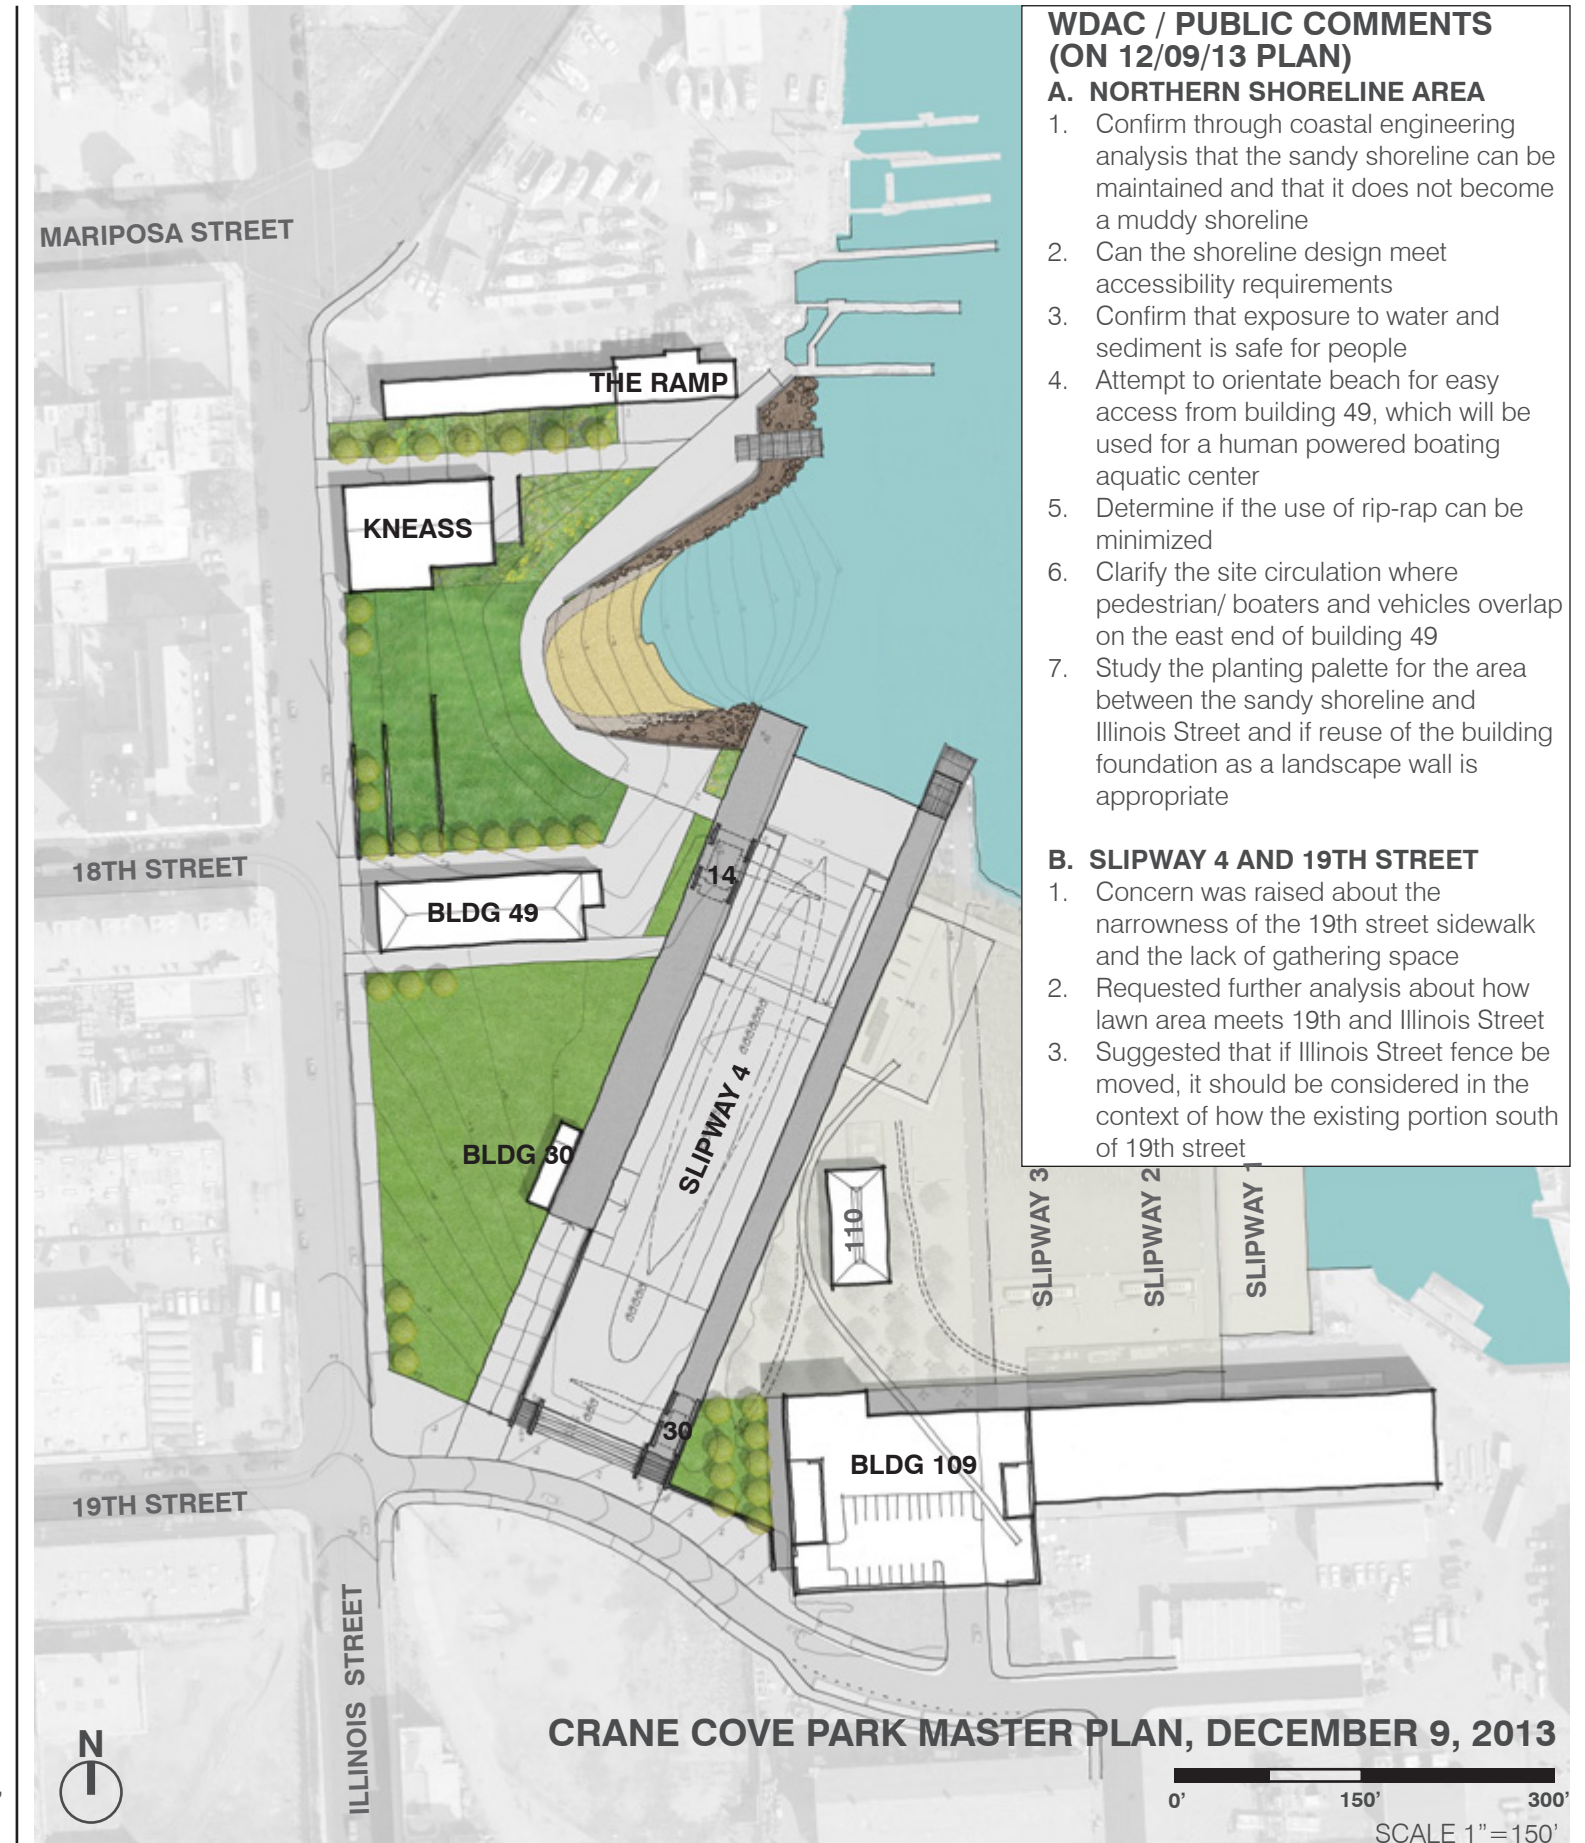 WDAC / PUBLIC COMMENTS
(ON 12/09/13 PLAN)
A. NORTHERN SHORELINE AREA
1. Confirm through coastal engineering
analysis that the sandy shoreline can be
maintained and that it does not become
a muddy shoreline
2. Can the shoreline design meet
accessibility requirements
3. Confirm that exposure to water and
sediment is safe for people
4. Attempt to orientate beach for easy
access from building 49, which will be
used for a human powered boating
aquatic center
5. Determine if the use of rip-rap can be
minimized
6. Clarify the site circulation where
pedestrian/ boaters and vehicles overlap
on the east end of building 49
7. Study the planting palette for the area
between the sandy shoreline and
Illinois Street and if reuse of the building
foundation as a landscape wall is
appropriate
B. SLIPWAY 4 AND 19TH STREET
1. Concern was raised about the
narrowness of the 19th street sidewalk
and the lack of gathering space
2. Requested further analysis about how
lawn area meets 19th and Illinois Street
3. Suggested that if Illinois Street fence be
moved, it should be considered in the
context of how the existing portion south
of 19th street
MARIPOSA STREET
THE RAMP
KNEASS
18TH STREET
14
BLDG 49
SLIPWAY 4
BLDG 30
110
SLIPWAY 3
SLIPWAY 2
SLIPWAY 1
30
BLDG 109
19TH STREET
ILLINOIS STREET
N
CRANE COVE PARK MASTER PLAN, DECEMBER 9, 2013
0' 150' 300'
SCALE 1"=150'